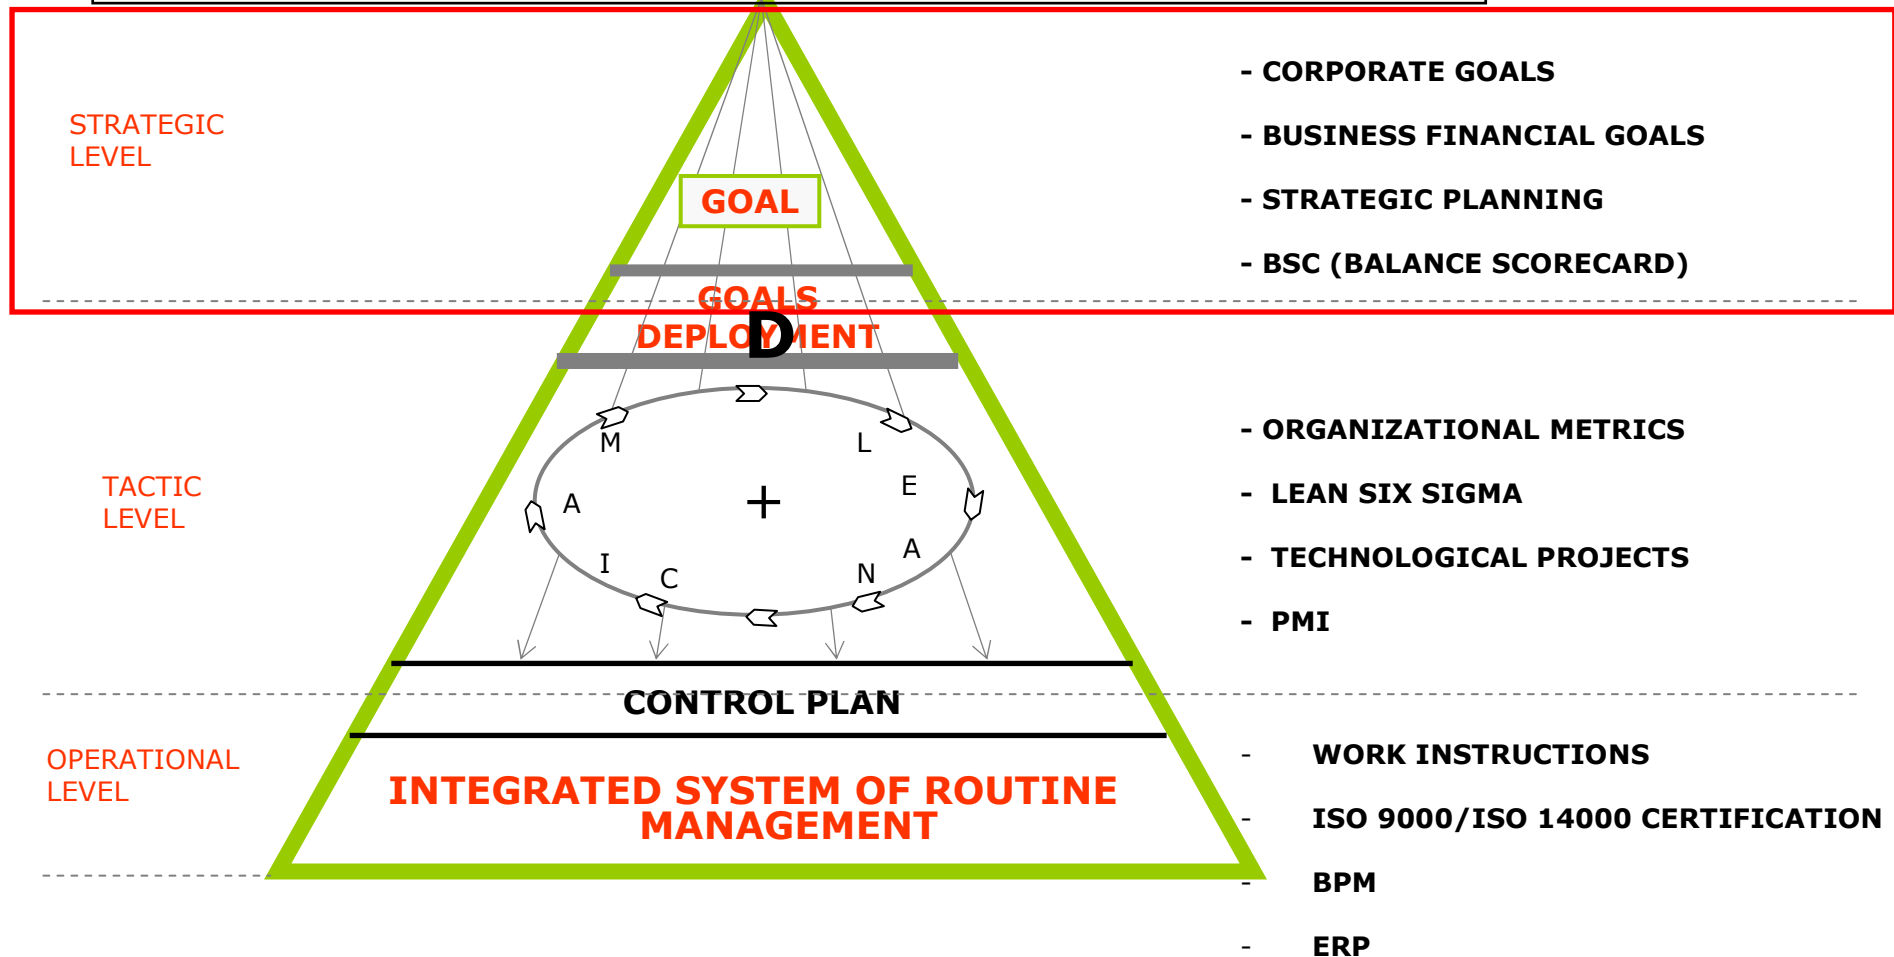 STRATEGIC
LEVEL
GOAL
- CORPORATE GOALS
- BUSINESS FINANCIAL GOALS
- STRATEGIC PLANNING
- BSC (BALANCE SCORECARD)
GOALS
DEPLOYMENT
D
TACTIC
LEVEL
M
L
A
E
+
I
A
C
N
- ORGANIZATIONAL METRICS
- LEAN SIX SIGMA
- TECHNOLOGICAL PROJECTS
- PMI
CONTROL PLAN
OPERATIONAL
LEVEL
INTEGRATED SYSTEM OF ROUTINE
MANAGEMENT
- WORK INSTRUCTIONS
- ISO 9000/ISO 14000 CERTIFICATION
- BPM
- ERP